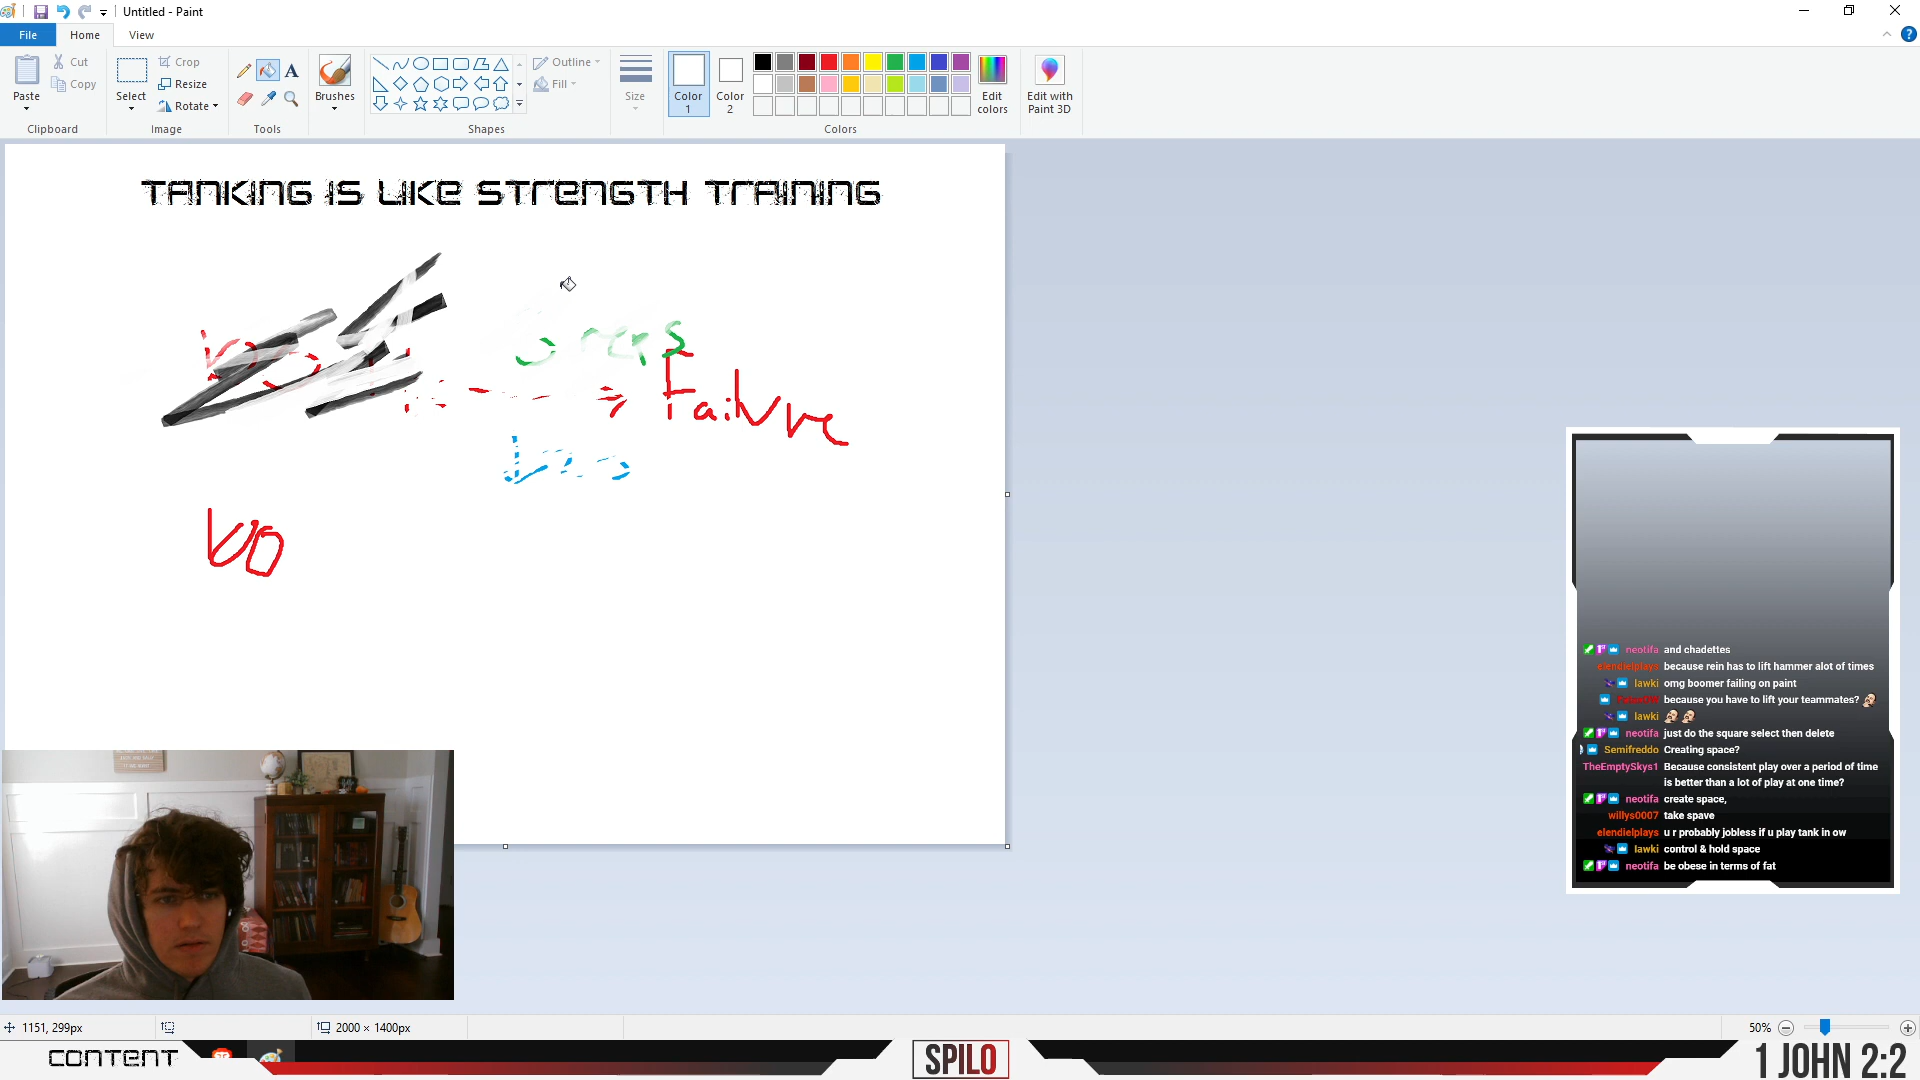 Untitled - Paint
File Home View
Paste
Cut
Copy
Clipboard
Select
Crop
Resize
Rotate
Image
Tools
Brushes
Shapes
Outline
Fill
Size
Color 1
Color 2
Edit colors
Edit with Paint 3D
Colors
TANKING IS LIKE STRENGTH TRAINING
Failure
neotifa and chadettes
elendielplays because rein has to lift hammer alot of times
lawki omg boomer failing on paint
because you have to lift your teammates?
lawki
neotifa just do the square select then delete
Semifreddo Creating space?
TheEmptySkys1 Because consistent play over a period of time
is better than a lot of play at one time?
neotifa create space,
willys0007 take spave
elendielplays u r probably jobless if u play tank in ow
lawki control & hold space
neotifa be obese in terms of fat
1151, 299px
2000 × 1400px
50%
CONTENT
SPILO
1 JOHN 2:2